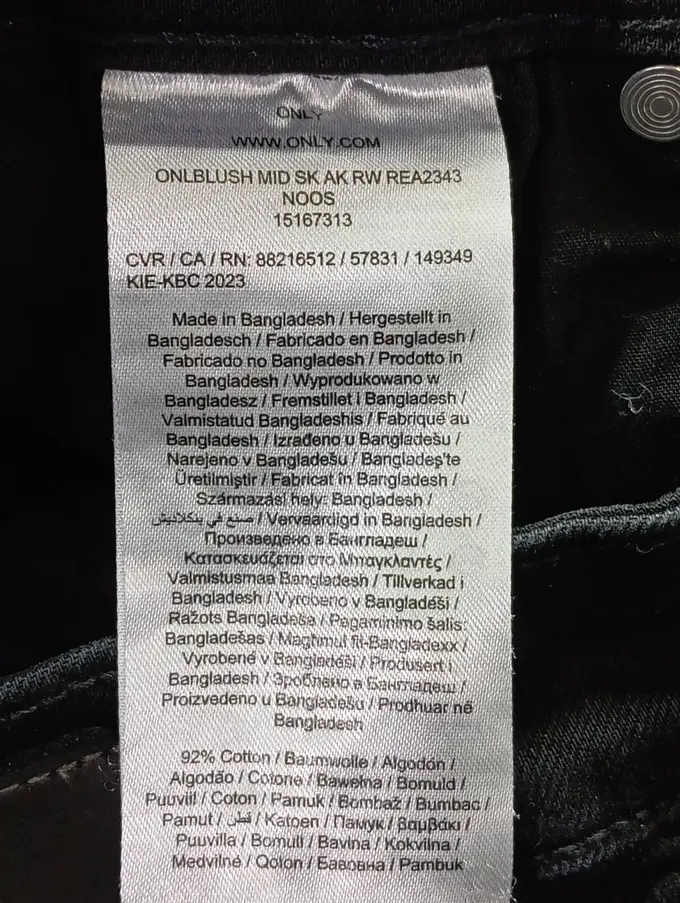 ONLY
WWW.ONLY.COM
ONLBLUSH MID SK AK RW REA2343
NOOS
15167313
CVR / CA / RN: 88216512 / 57831 / 149349
KIE-KBC 2023
Made in Bangladesh / Hergestellt in
Bangladesch / Fabricado en Bangladesh /
Fabricado no Bangladesh / Prodotto in
Bangladesh / Wyprodukowano w
Bangladesz / Fremstillet i Bangladesh /
Valmistatud Bangladeshis / Fabriqué au
Bangladesh / Izrađeno u Bangladešu /
Narejeno v Bangladešu / Bangladeş'te
Üretilmiştir / Fabricat în Bangladesh /
Származási hely: Bangladesh /
صنع في بنكلاديش / Vervaardigd in Bangladesh /
Произведено в Бангладеш /
Κατασκευάζεται στο Μπαγκλαντές /
Valmistusmaa Bangladesh / Tillverkad i
Bangladesh / Vyrobeno v Bangladéši /
Ražots Bangladeša / Pagaminimo šalis:
Bangladešas / Magħmul fil-Bangladexx /
Vyrobené v Bangladéši / Produsert i
Bangladesh / Зроблено в Бангладеш /
Proizvedeno u Bangladešu / Prodhuar në
Bangladesh
92% Cotton / Baumwolle / Algodón /
Algodão / Cotone / Bawełna / Bomuld /
Puuvill / Coton / Pamuk / Bombaž / Bumbac /
Pamut / قطن / Katoen / Памук / Βαμβάκι /
Puuvilla / Bomull / Bavlna / Kokvilna /
Medvilnė / Qoton / Бавовна / Pambuk